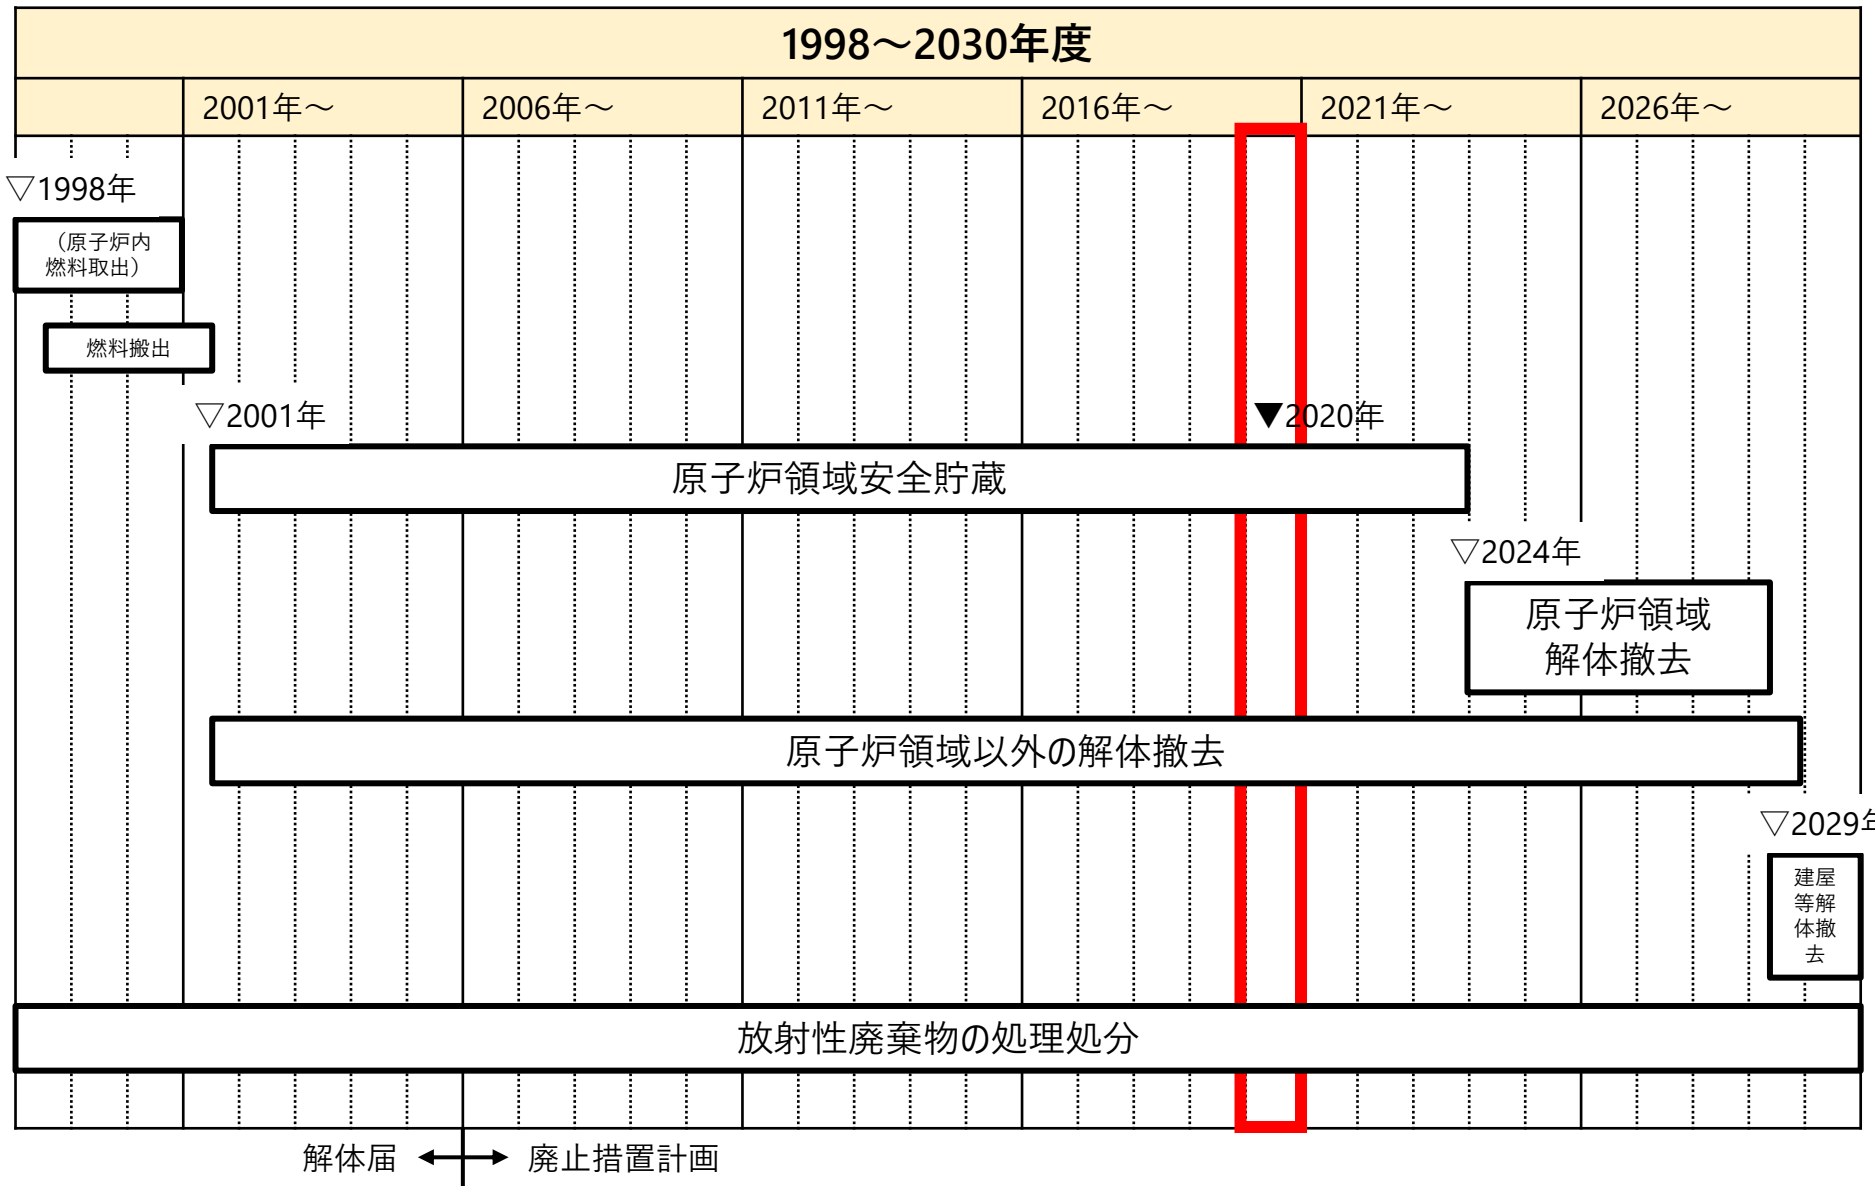 1998～2030年度
2001年～
2006年～
2011年～
2016年～
2021年～
2026年～
▽1998年
（原子炉内
燃料取出）
燃料搬出
▽2001年
▼2020年
原子炉領域安全貯蔵
▽2024年
原子炉領域
解体撤去
原子炉領域以外の解体撤去
▽2029年
建屋
等解
体撤
去
放射性廃棄物の処理処分
解体届
廃止措置計画